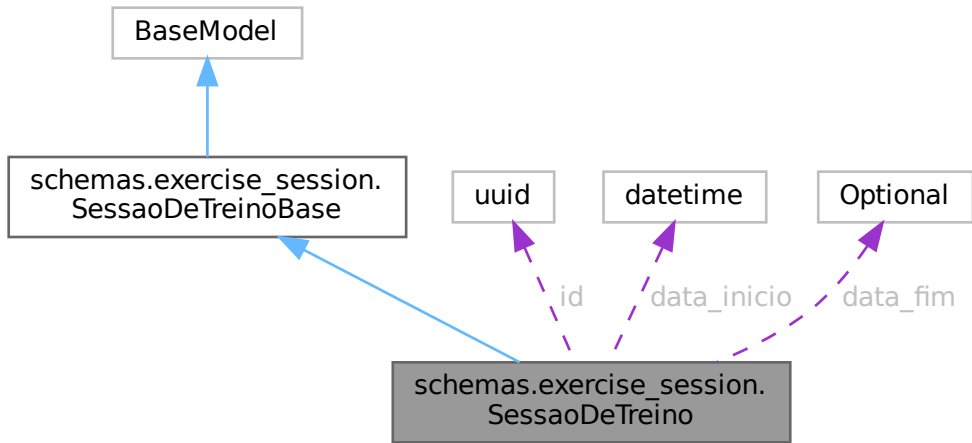 BaseModel
schemas.exercise_session.
SessaoDeTreinoBase
uuid
datetime
Optional
id
data_inicio
data_fim
schemas.exercise_session.
SessaoDeTreino